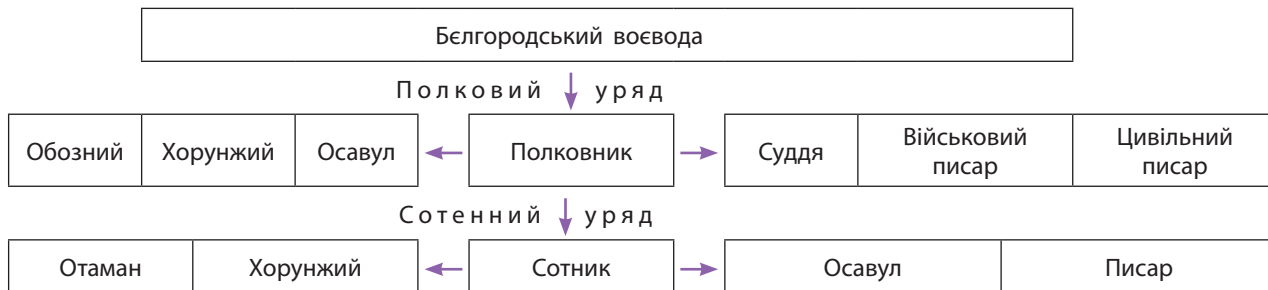 Бєлгородський воєвода
Полковий уряд
Обозний Хорунжий Осавул Полковник Суддя Військовий писар Цивільний писар
Сотенний уряд
Отаман Хорунжий Сотник Осавул Писар